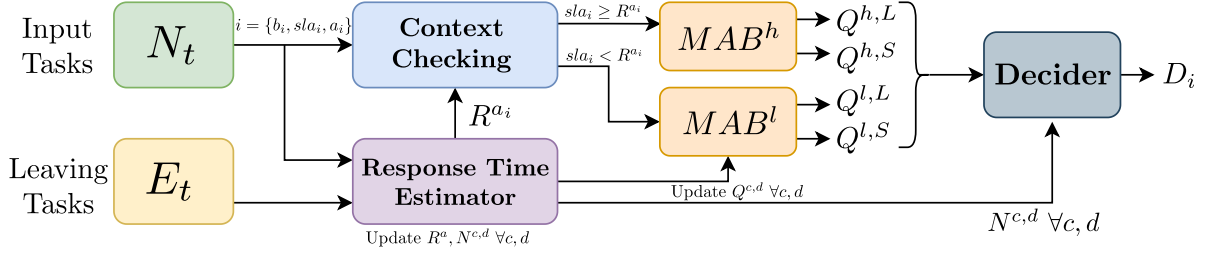 Input
Tasks
N_t
i = {b_i, sla_i, a_i}
Context
Checking
sla_i ≥ R^{a_i}
sla_i < R^{a_i}
MAB^h
Q^{h,L}
Q^{h,S}
MAB^l
Q^{l,L}
Q^{l,S}
Decider
D_i
R^{a_i}
Leaving
Tasks
E_t
Response Time
Estimator
Update R^a, N^{c,d} ∀c, d
Update Q^{c,d} ∀c, d
N^{c,d} ∀c, d